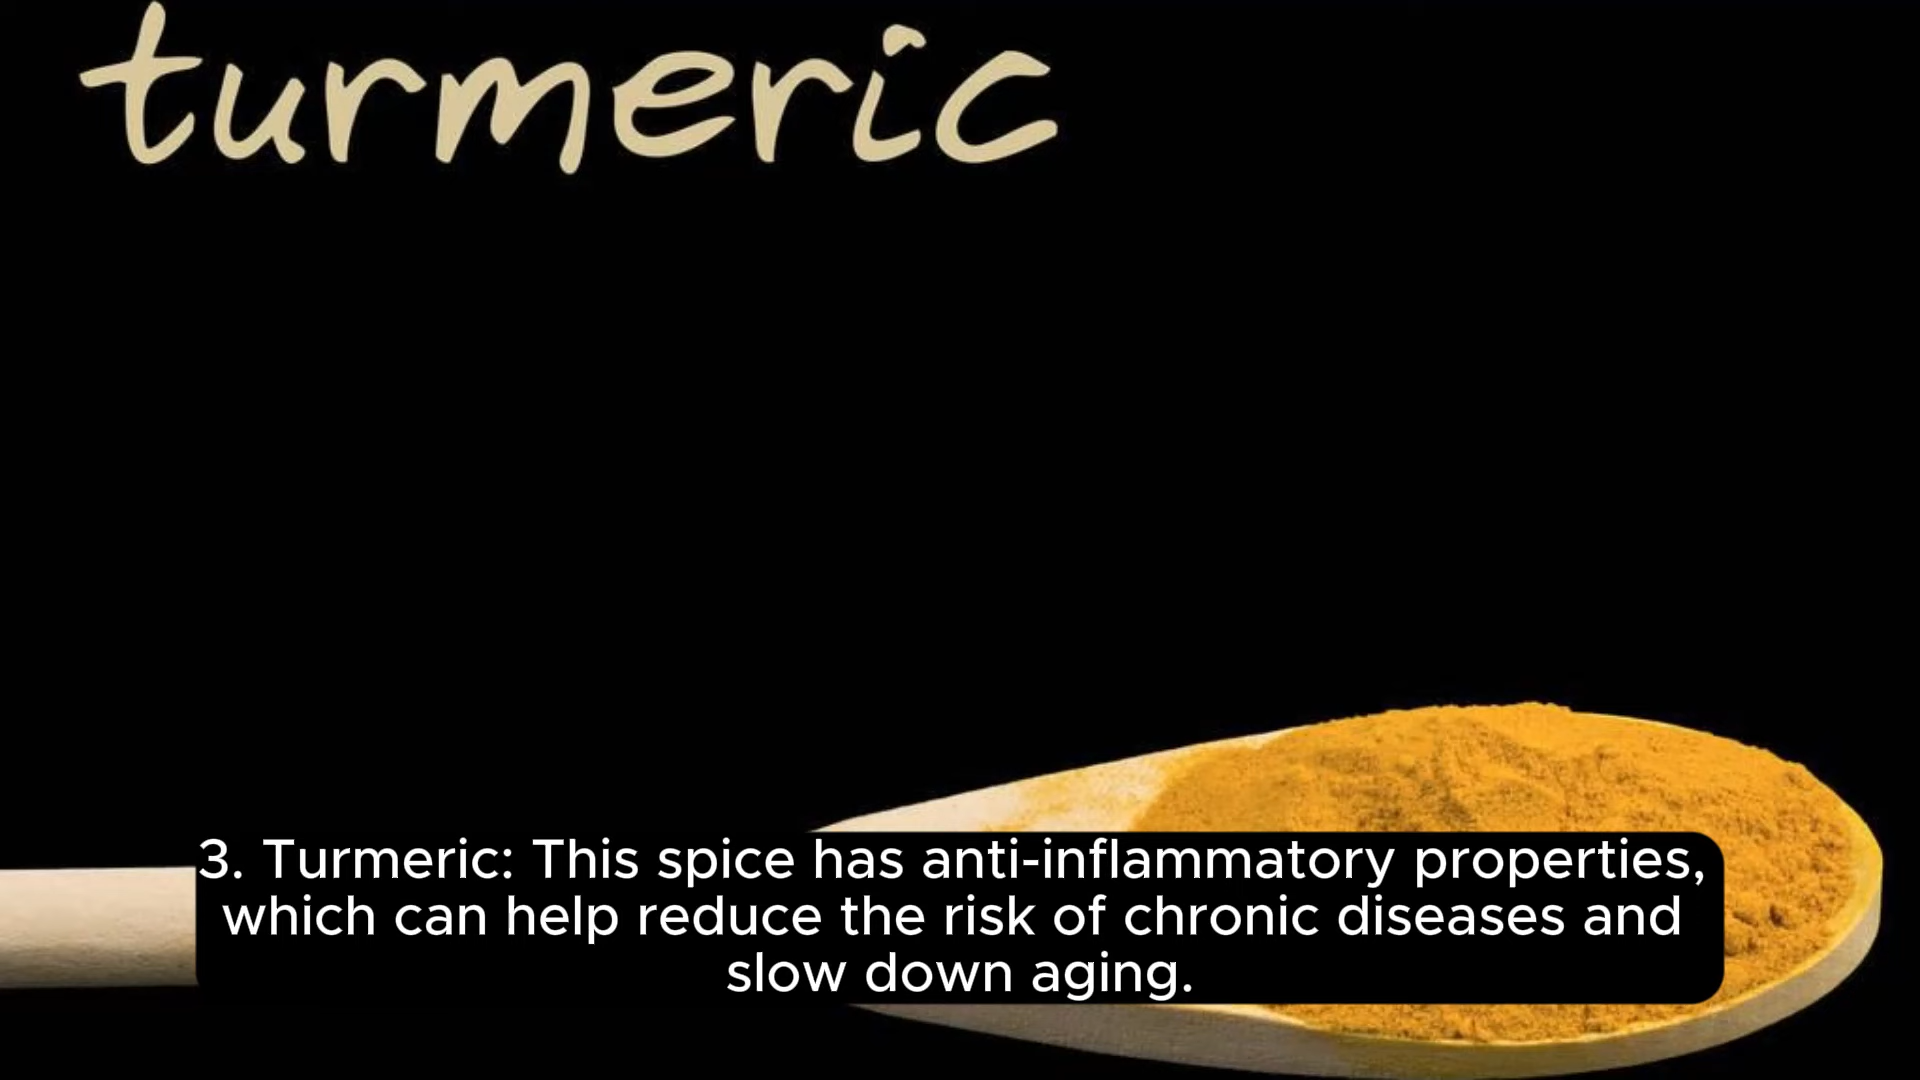 turmeric
3. Turmeric: This spice has anti-inflammatory properties,
which can help reduce the risk of chronic diseases and
slow down aging.